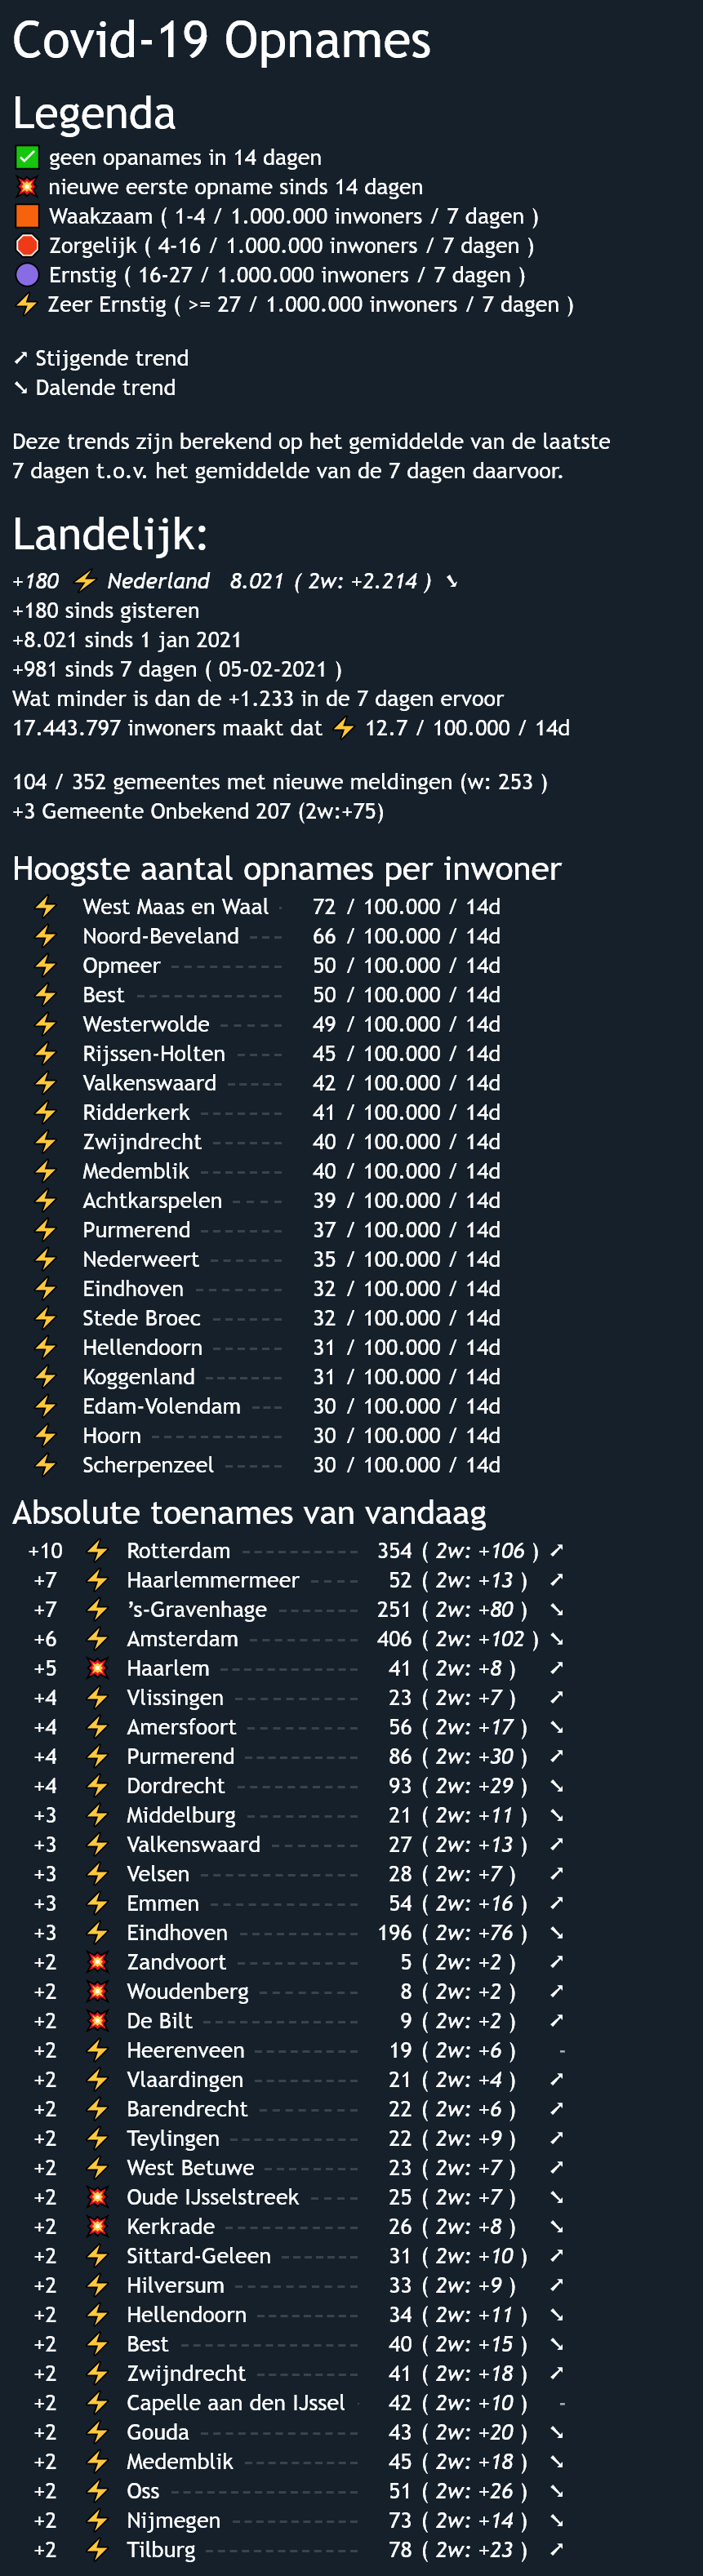 Covid-19 Opnames
Legenda
✅ geen opanames in 14 dagen
💥 nieuwe eerste opname sinds 14 dagen
🟧 Waakzaam ( 1-4 / 1.000.000 inwoners / 7 dagen )
🛑 Zorgelijk ( 4-16 / 1.000.000 inwoners / 7 dagen )
🟣 Ernstig ( 16-27 / 1.000.000 inwoners / 7 dagen )
⚡ Zeer Ernstig ( >= 27 / 1.000.000 inwoners / 7 dagen )
➚ Stijgende trend
➘ Dalende trend
Deze trends zijn berekend op het gemiddelde van de laatste
7 dagen t.o.v. het gemiddelde van de 7 dagen daarvoor.
Landelijk:
+180 ⚡ Nederland 8.021 ( 2w: +2.214 ) ➘
+180 sinds gisteren
+8.021 sinds 1 jan 2021
+981 sinds 7 dagen ( 05-02-2021 )
Wat minder is dan de +1.233 in de 7 dagen ervoor
17.443.797 inwoners maakt dat ⚡ 12.7 / 100.000 / 14d
104 / 352 gemeentes met nieuwe meldingen (w: 253 )
+3 Gemeente Onbekend 207 (2w:+75)
Hoogste aantal opnames per inwoner
⚡ West Maas en Waal - 72 / 100.000 / 14d
⚡ Noord-Beveland --- 66 / 100.000 / 14d
⚡ Opmeer ---------- 50 / 100.000 / 14d
⚡ Best ------------- 50 / 100.000 / 14d
⚡ Westerwolde ----- 49 / 100.000 / 14d
⚡ Rijssen-Holten ---- 45 / 100.000 / 14d
⚡ Valkenswaard ----- 42 / 100.000 / 14d
⚡ Ridderkerk ------- 41 / 100.000 / 14d
⚡ Zwijndrecht ------ 40 / 100.000 / 14d
⚡ Medemblik ------- 40 / 100.000 / 14d
⚡ Achtkarspelen ---- 39 / 100.000 / 14d
⚡ Purmerend ------- 37 / 100.000 / 14d
⚡ Nederweert ------ 35 / 100.000 / 14d
⚡ Eindhoven ------- 32 / 100.000 / 14d
⚡ Stede Broec ------ 32 / 100.000 / 14d
⚡ Hellendoorn ------ 31 / 100.000 / 14d
⚡ Koggenland ------- 31 / 100.000 / 14d
⚡ Edam-Volendam --- 30 / 100.000 / 14d
⚡ Hoorn ------------ 30 / 100.000 / 14d
⚡ Scherpenzeel ----- 30 / 100.000 / 14d
Absolute toenames van vandaag
+10 ⚡ Rotterdam ---------- 354 ( 2w: +106 ) ➚
+7 ⚡ Haarlemmermeer ---- 52 ( 2w: +13 ) ➚
+7 ⚡ ’s-Gravenhage ------- 251 ( 2w: +80 ) ➘
+6 ⚡ Amsterdam ---------- 406 ( 2w: +102 ) ➘
+5 💥 Haarlem ------------ 41 ( 2w: +8 ) ➚
+4 ⚡ Vlissingen ----------- 23 ( 2w: +7 ) ➚
+4 ⚡ Amersfoort ---------- 56 ( 2w: +17 ) ➘
+4 ⚡ Purmerend ---------- 86 ( 2w: +30 ) ➚
+4 ⚡ Dordrecht ----------- 93 ( 2w: +29 ) ➘
+3 ⚡ Middelburg ---------- 21 ( 2w: +11 ) ➘
+3 ⚡ Valkenswaard -------- 27 ( 2w: +13 ) ➚
+3 ⚡ Velsen -------------- 28 ( 2w: +7 ) ➚
+3 ⚡ Emmen ------------- 54 ( 2w: +16 ) ➚
+3 ⚡ Eindhoven ---------- 196 ( 2w: +76 ) ➘
+2 💥 Zandvoort ----------- 5 ( 2w: +2 ) ➚
+2 💥 Woudenberg --------- 8 ( 2w: +2 ) ➚
+2 💥 De Bilt -------------- 9 ( 2w: +2 ) ➚
+2 ⚡ Heerenveen --------- 19 ( 2w: +6 ) -
+2 ⚡ Vlaardingen --------- 21 ( 2w: +4 ) ➚
+2 ⚡ Barendrecht --------- 22 ( 2w: +6 ) ➚
+2 ⚡ Teylingen ----------- 22 ( 2w: +9 ) ➚
+2 ⚡ West Betuwe -------- 23 ( 2w: +7 ) ➚
+2 💥 Oude IJsselstreek ---- 25 ( 2w: +7 ) ➘
+2 💥 Kerkrade ------------ 26 ( 2w: +8 ) ➘
+2 ⚡ Sittard-Geleen ------- 31 ( 2w: +10 ) ➚
+2 ⚡ Hilversum ----------- 33 ( 2w: +9 ) ➚
+2 ⚡ Hellendoorn --------- 34 ( 2w: +11 ) ➘
+2 ⚡ Best ---------------- 40 ( 2w: +15 ) ➘
+2 ⚡ Zwijndrecht --------- 41 ( 2w: +18 ) ➚
+2 ⚡ Capelle aan den IJssel - 42 ( 2w: +10 ) -
+2 ⚡ Gouda -------------- 43 ( 2w: +20 ) ➘
+2 ⚡ Medemblik ---------- 45 ( 2w: +18 ) ➘
+2 ⚡ Oss ----------------- 51 ( 2w: +26 ) ➘
+2 ⚡ Nijmegen ----------- 73 ( 2w: +14 ) ➘
+2 ⚡ Tilburg ------------- 78 ( 2w: +23 ) ➚